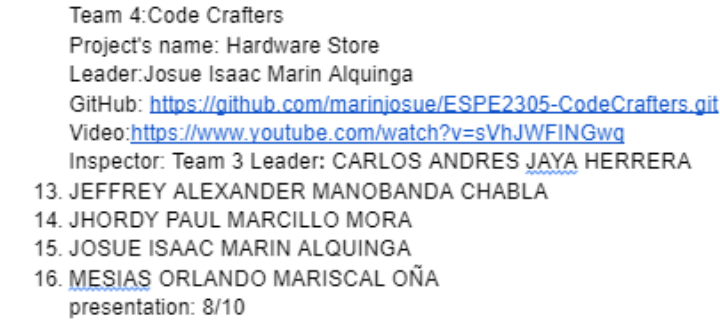 Team 4:Code Crafters
Project's name: Hardware Store
Leader:Josue Isaac Marin Alquinga
GitHub: https://github.com/marinjosue/ESPE2305-CodeCrafters.git
Video:https://www.youtube.com/watch?v=sVhJWFINGwq
Inspector: Team 3 Leader: CARLOS ANDRES JAYA HERRERA
13. JEFFREY ALEXANDER MANOBANDA CHABLA
14. JHORDY PAUL MARCILLO MORA
15. JOSUE ISAAC MARIN ALQUINGA
16. MESIAS ORLANDO MARISCAL OÑA
presentation: 8/10